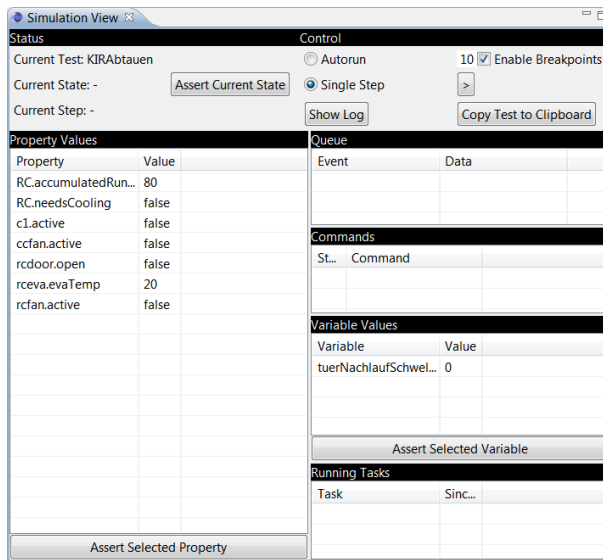 Simulation View
Status
Control
Current Test: KIRAbtauen
Autorun
10 Enable Breakpoints
Current State: -
Assert Current State
Single Step
>
Current Step: -
Show Log
Copy Test to Clipboard
Property Values
Property Value
RC.accumulatedRun... 80
RC.needsCooling false
c1.active false
ccfan.active false
rcdoor.open false
rceva.evaTemp 20
rcfan.active false
Assert Selected Property
Queue
Event Data
Commands
St... Command
Variable Values
Variable Value
tuerNachlaufSchwel... 0
Assert Selected Variable
Running Tasks
Task Sinc...